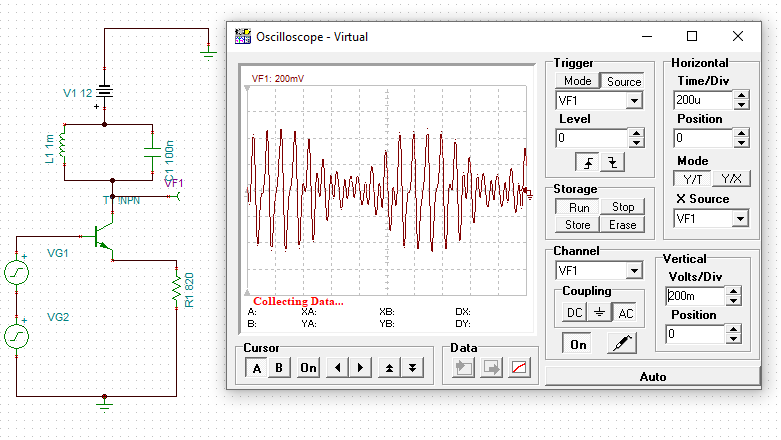 V1 12
+
L1 1m
C1 100n
VF1
T !NPN
VG1
+
VG2
+
R1 820
Oscilloscope - Virtual
VF1: 200mV
Collecting Data...
A: XA: XB: DX:
B: YA: YB: DY:
Cursor
A B On
Data
Trigger
Mode Source
VF1
Level
0
Storage
Run Stop
Store Erase
Channel
VF1
Coupling
DC AC
On
Horizontal
Time/Div
200u
Position
0
Mode
Y/T Y/X
X Source
VF1
Vertical
Volts/Div
200m
Position
0
Auto